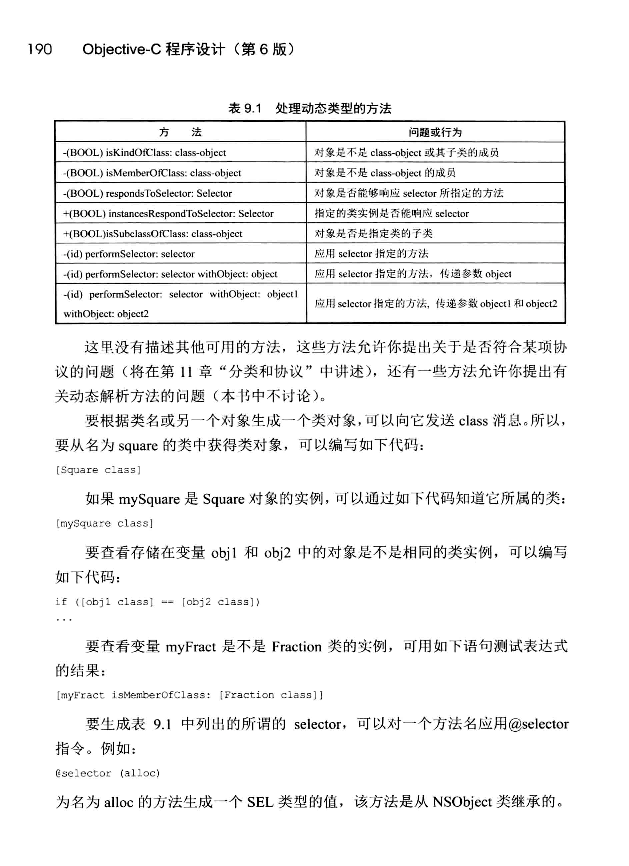 190 Objective-C 程序设计（第 6 版）
表 9.1 处理动态类型的方法
方 法 问题或行为
-(BOOL) isKindOfClass: class-object 对象是不是 class-object 或其子类的成员
-(BOOL) isMemberOfClass: class-object 对象是不是 class-object 的成员
-(BOOL) respondsToSelector: Selector 对象是否能够响应 selector 所指定的方法
+(BOOL) instancesRespondToSelector: Selector 指定的类实例是否能响应 selector
+(BOOL)isSubclassOfClass: class-object 对象是否是指定类的子类
-(id) performSelector: selector 应用 selector 指定的方法
-(id) performSelector: selector withObject: object 应用 selector 指定的方法，传递参数 object
-(id) performSelector: selector withObject: object1
withObject: object2 应用 selector 指定的方法, 传递参数 object1 和 object2
这里没有描述其他可用的方法，这些方法允许你提出关于是否符合某项协
议的问题（将在第 11 章“分类和协议”中讲述），还有一些方法允许你提出有
关动态解析方法的问题（本书中不讨论）。
要根据类名或另一个对象生成一个类对象，可以向它发送 class 消息。所以，
要从名为 square 的类中获得类对象，可以编写如下代码：
[Square class]
如果 mySquare 是 Square 对象的实例，可以通过如下代码知道它所属的类：
[mySquare class]
要查看存储在变量 obj1 和 obj2 中的对象是不是相同的类实例，可以编写
如下代码：
if ([obj1 class] == [obj2 class])
...
要查看变量 myFract 是不是 Fraction 类的实例，可用如下语句测试表达式
的结果：
[myFract isMemberOfClass: [Fraction class]]
要生成表 9.1 中列出的所谓的 selector，可以对一个方法名应用@selector
指令。例如：
@selector (alloc)
为名为 alloc 的方法生成一个 SEL 类型的值，该方法是从 NSObject 类继承的。